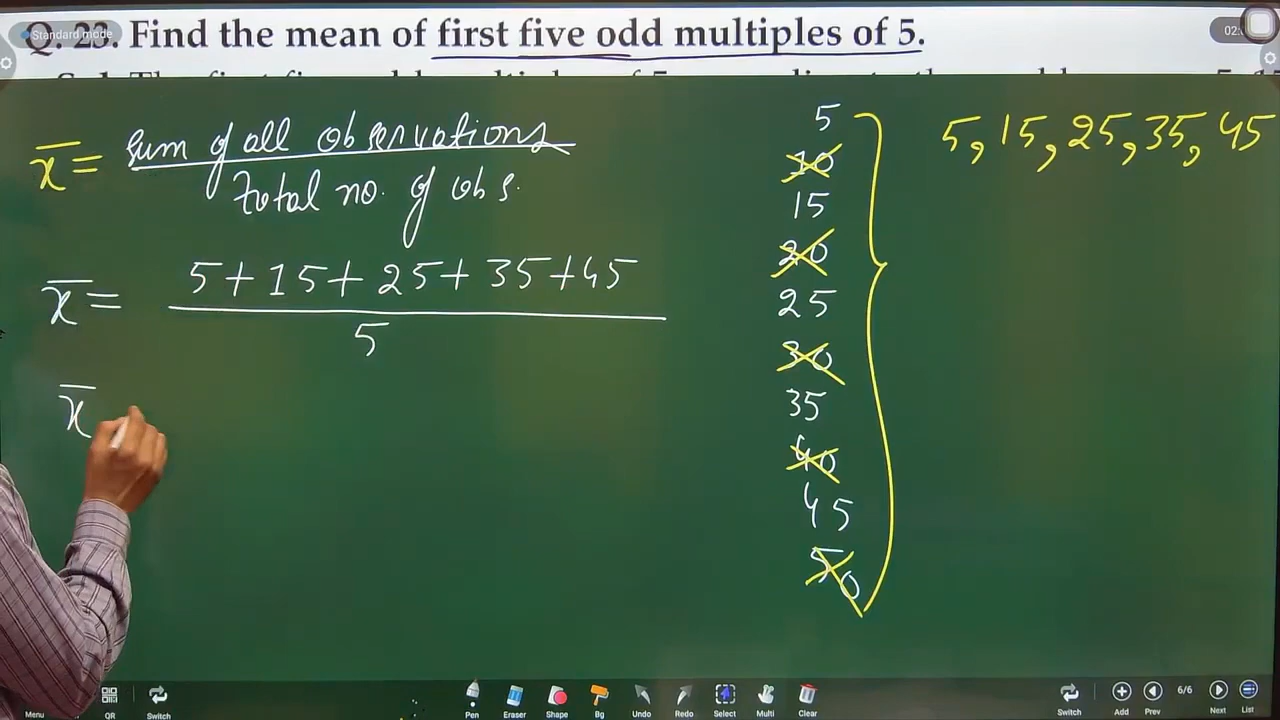 Q. 23. Find the mean of first five odd multiples of 5.
Standard mode
02:
x̄ = sum of all observations
total no. of obs.
x̄ = 5+15+25+35+45
5
x̄
5
10
15
20
25
30
35
40
45
50
5, 15, 25, 35, 45
Menu QR Switch Pen Eraser Shape Bg Undo Redo Select Multi Clear Switch Add Prev 6/6 Next List